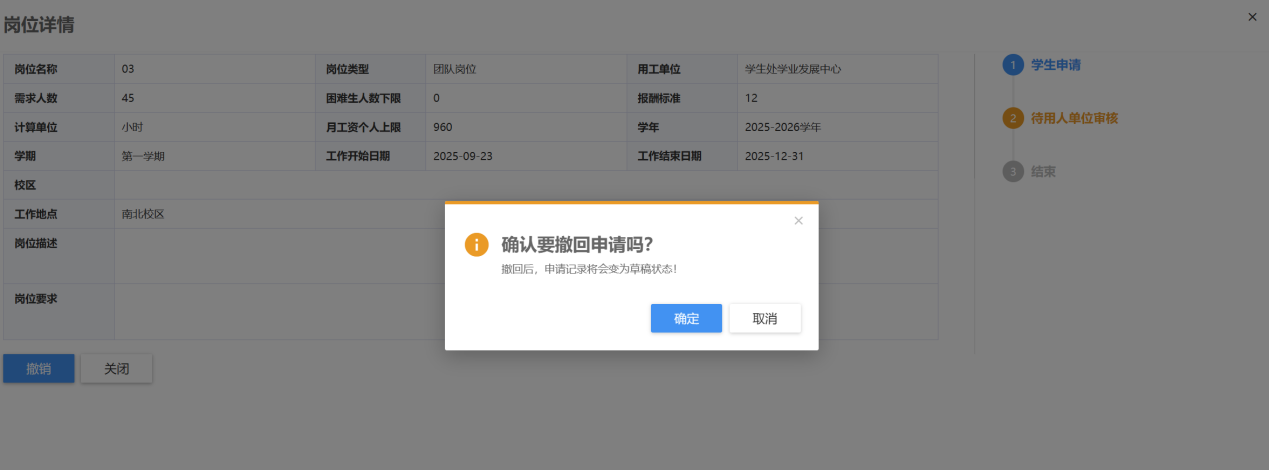 岗位详情
岗位名称 03 岗位类型 团队岗位 用工单位 学生处学业发展中心
需求人数 45 困难生人数下限 0 报酬标准 12
计算单位 小时 月工资个人上限 960 学年 2025-2026学年
学期 第一学期 工作开始日期 2025-09-23 工作结束日期 2025-12-31
校区
工作地点 南北校区
岗位描述
岗位要求
撤销 关闭
1 学生申请
2 待用人单位审核
3 结束
确认要撤回申请吗?
撤回后，申请记录将会变为草稿状态!
确定 取消